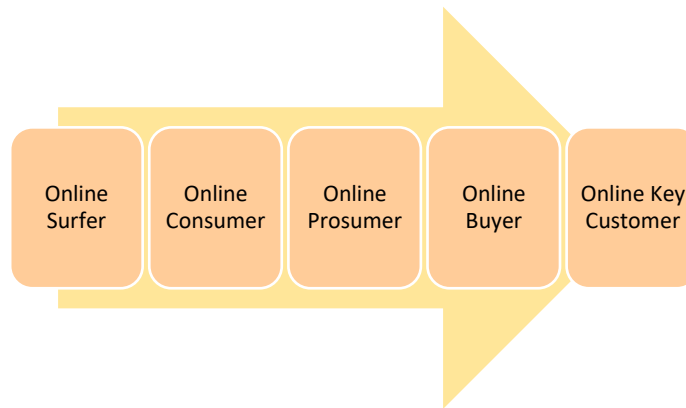 Online
Surfer
Online
Consumer
Online
Prosumer
Online
Buyer
Online Key
Customer